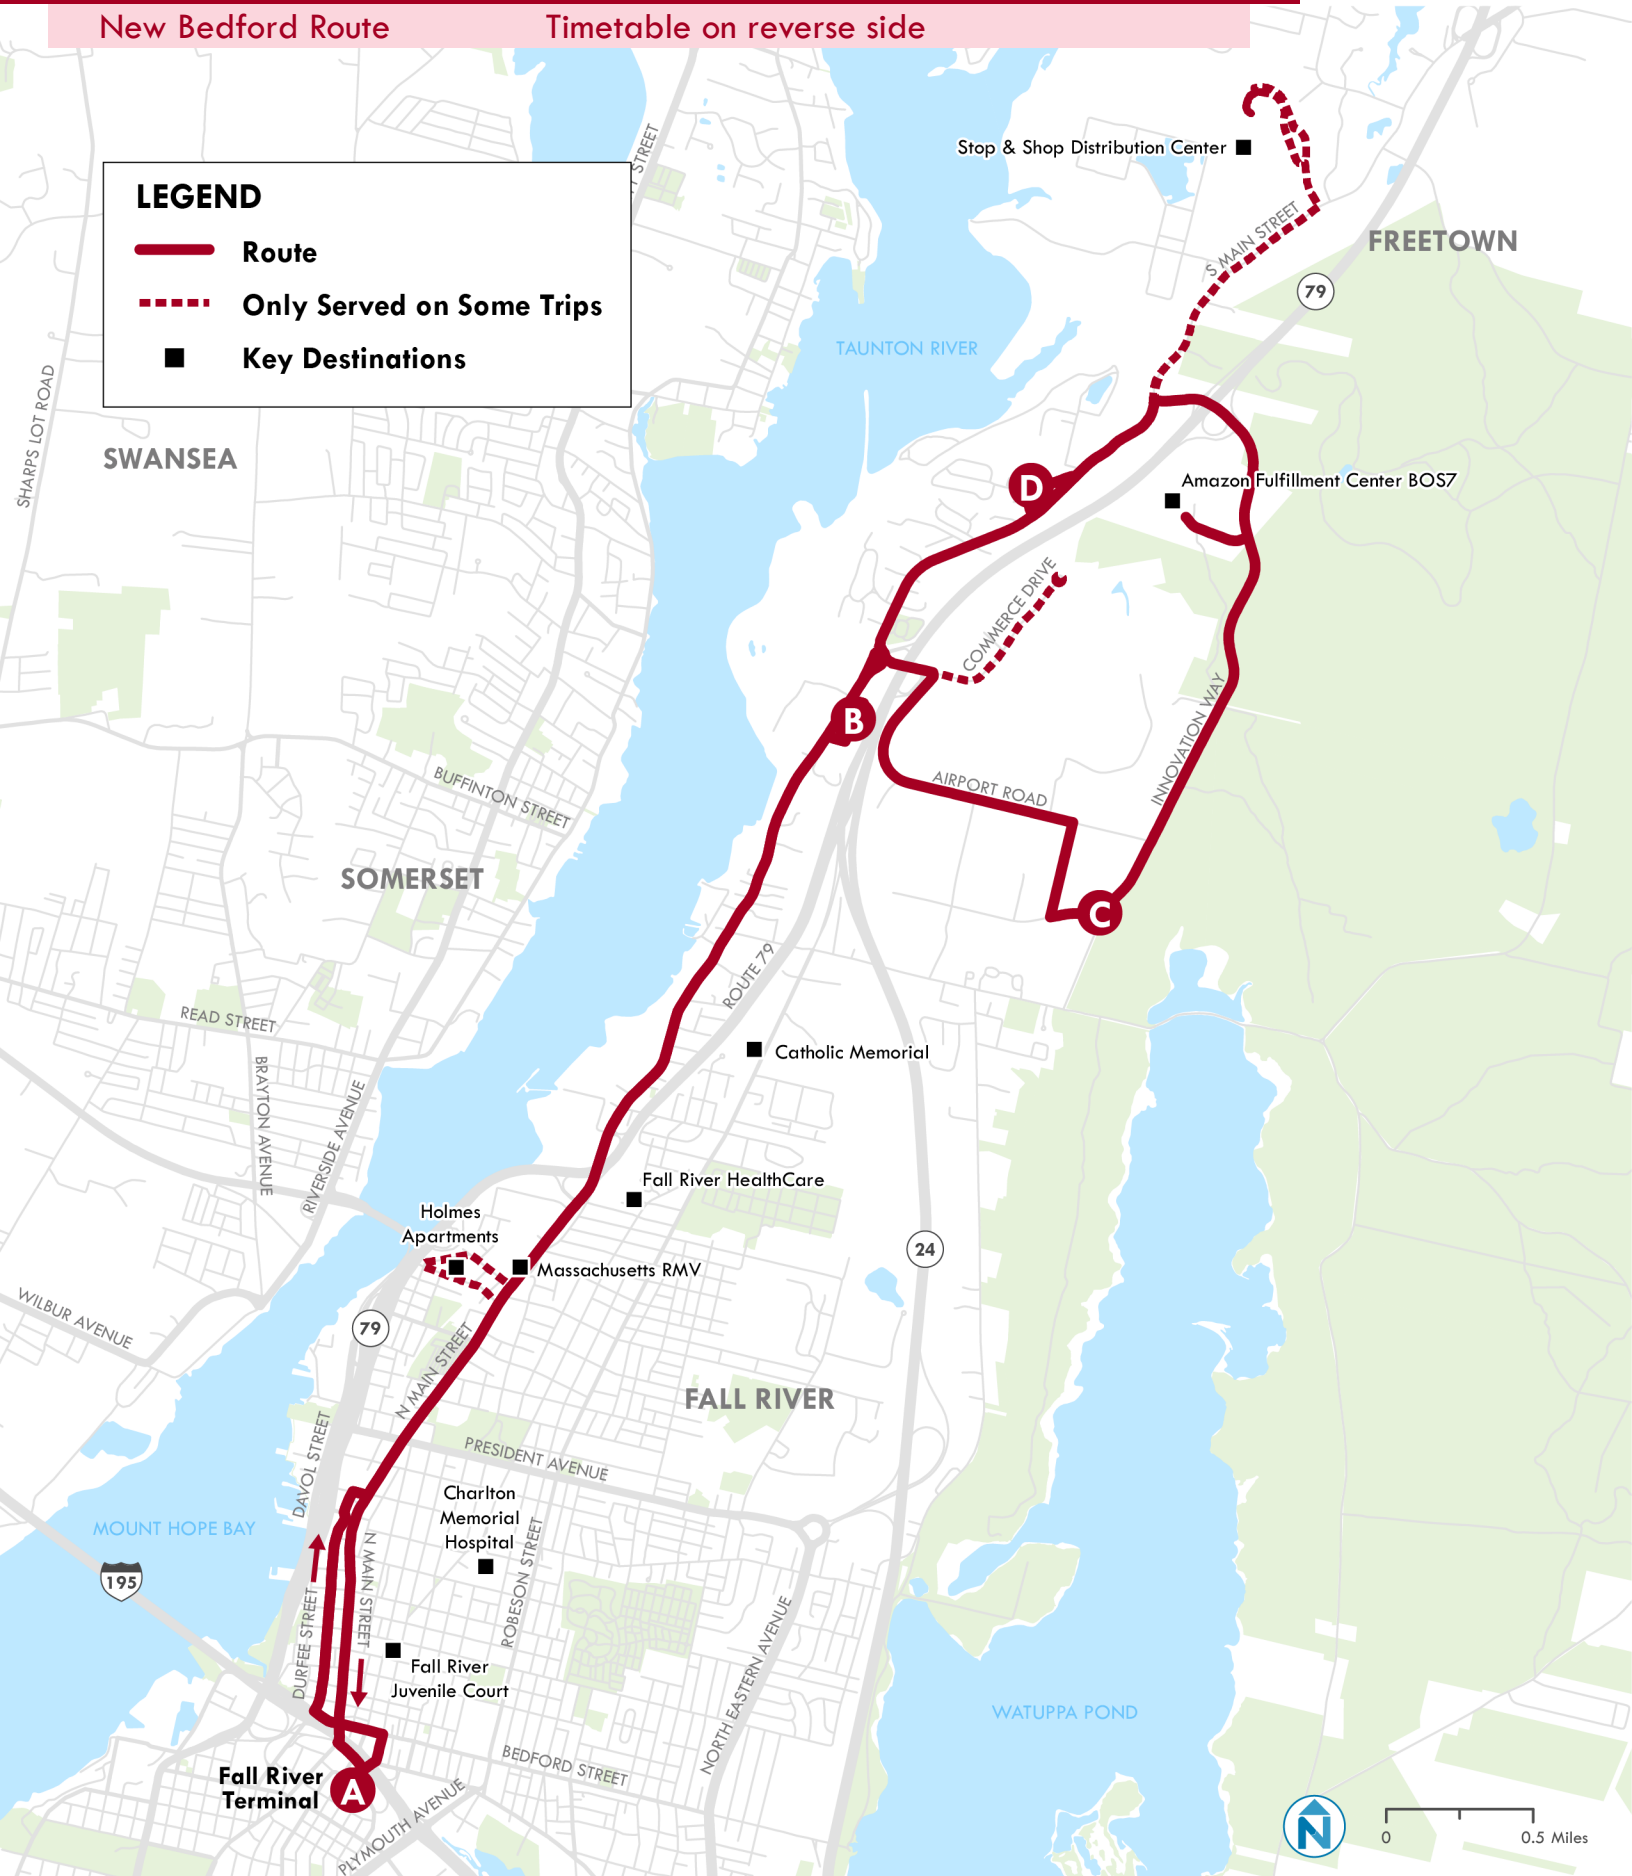 New Bedford Route
Timetable on reverse side
LEGEND
Route
Only Served on Some Trips
Key Destinations
STREET
Stop & Shop Distribution Center
S MAIN STREET
FREETOWN
79
TAUNTON RIVER
SHARPS LOT ROAD
SWANSEA
D
Amazon Fulfillment Center BOS7
COMMERCE DRIVE
B
INNOVATION WAY
AIRPORT ROAD
BUFFINTON STREET
SOMERSET
C
ROUTE 79
READ STREET
Catholic Memorial
BRAYTON AVENUE
RIVERSIDE AVENUE
Fall River HealthCare
Holmes
Apartments
Massachusetts RMV
24
WILBUR AVENUE
79
N MAIN STREET
FALL RIVER
DAVOL STREET
PRESIDENT AVENUE
Charlton
Memorial
Hospital
MOUNT HOPE BAY
195
N MAIN STREET
ROBESON STREET
DURFEE STREET
Fall River
Juvenile Court
NORTH EASTERN AVENUE
WATUPPA POND
BEDFORD STREET
Fall River
Terminal
A
PLYMOUTH AVENUE
N
0
0.5 Miles